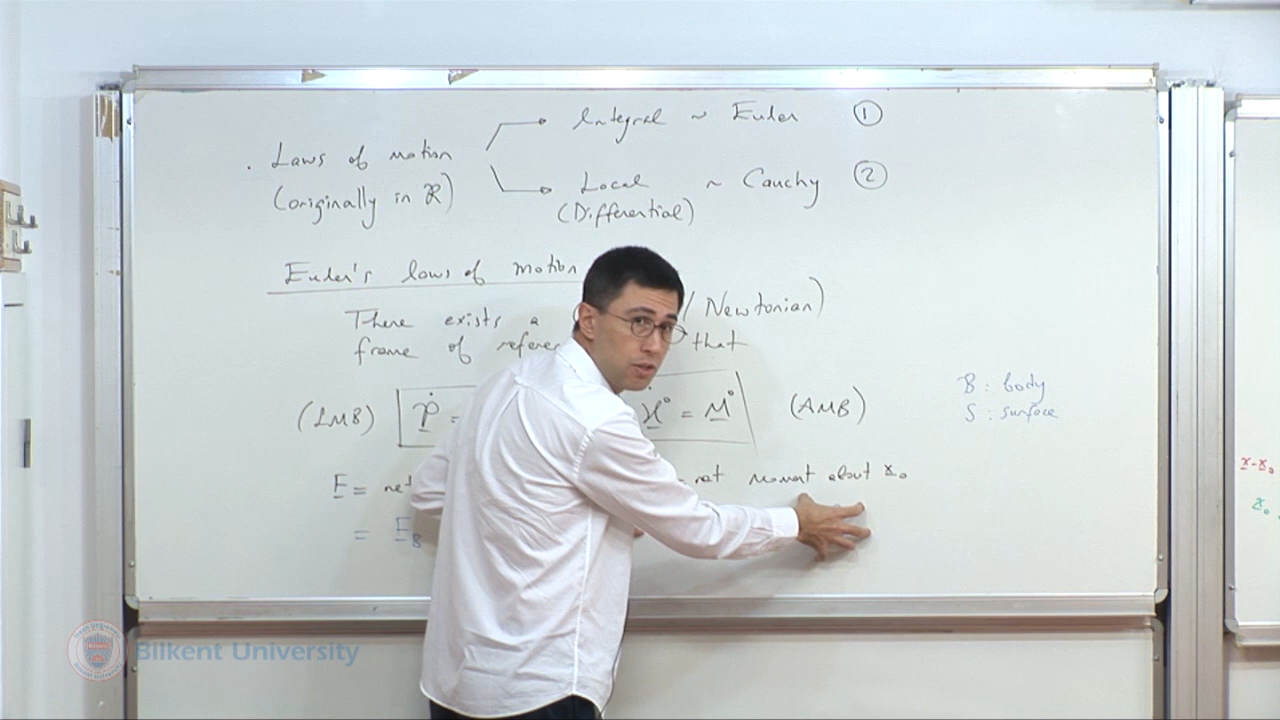 Integral ~ Euler ①
. Laws of motion
(originally in R)
Local ~ Cauchy ②
(Differential)
Euler's laws of motion
There exists a / Newtonian)
frame of refere that
(LMB) Ṗ = Ḣ° = M° (AMB)
B : body
S : surface
F = net net moment about x₀
= F_B
x-x₀
x₀
Bilkent University